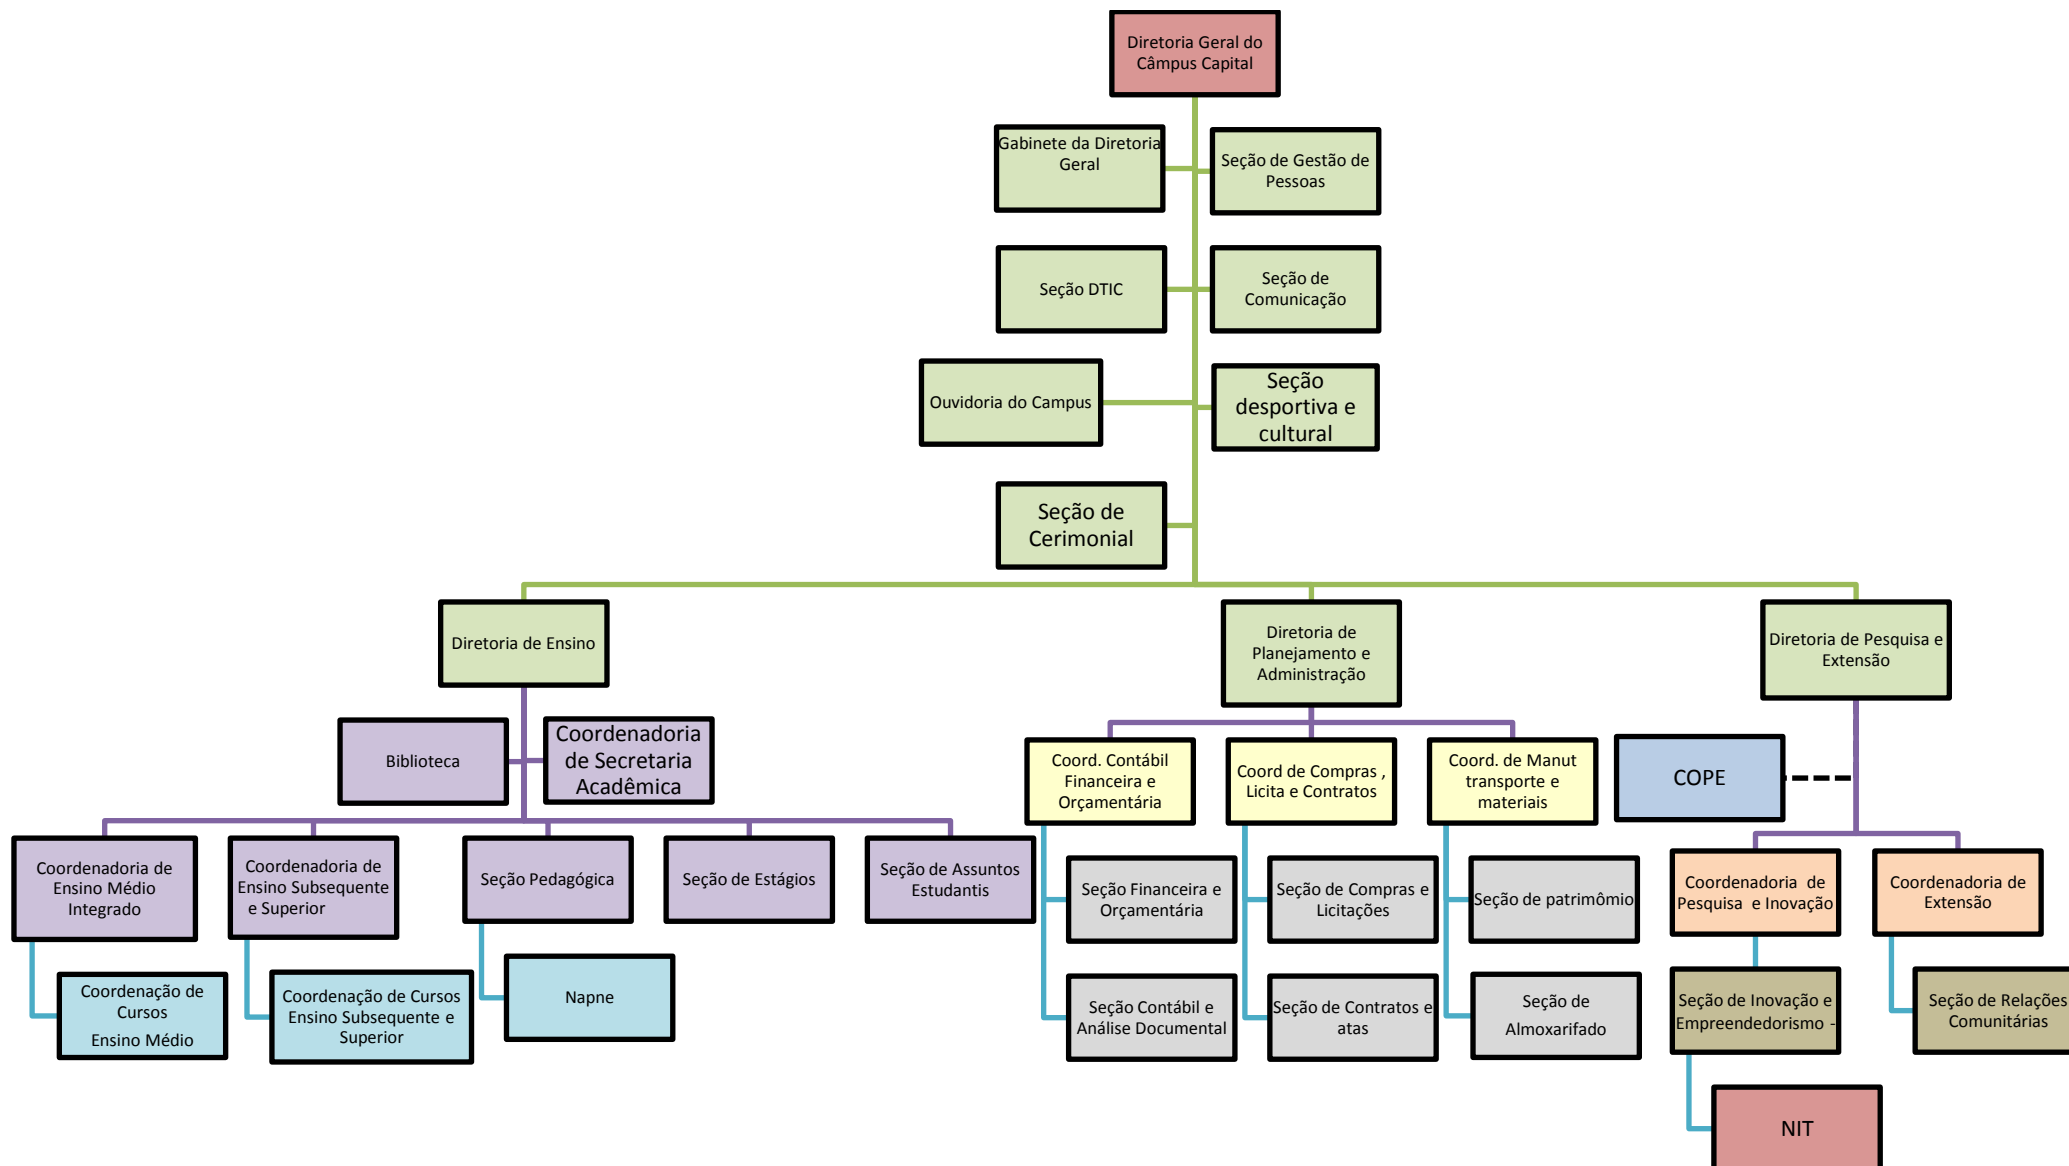 Diretoria Geral do
Câmpus Capital
Gabinete da Diretoria
Geral
Seção de Gestão de
Pessoas
Seção DTIC
Seção de
Comunicação
Ouvidoria do Campus
Seção
desportiva e
cultural
Seção de
Cerimonial
Diretoria de Ensino
Diretoria de
Planejamento e
Administração
Diretoria de Pesquisa e
Extensão
Biblioteca
Coordenadoria
de Secretaria
Acadêmica
Coord. Contábil
Financeira e
Orçamentária
Coord de Compras ,
Licita e Contratos
Coord. de Manut
transporte e
materiais
COPE
Coordenadoria de
Ensino Médio
Integrado
Coordenadoria de
Ensino Subsequente
e Superior
Seção Pedagógica
Seção de Estágios
Seção de Assuntos
Estudantis
Seção Financeira e
Orçamentária
Seção de Compras e
Licitações
Seção de patrimômio
Coordenadoria de
Pesquisa e Inovação
Coordenadoria de
Extensão
Coordenação de
Cursos
Ensino Médio
Coordenação de Cursos
Ensino Subsequente e
Superior
Napne
Seção Contábil e
Análise Documental
Seção de Contratos e
atas
Seção de
Almoxarifado
Seção de Inovação e
Empreendedorismo -
Seção de Relações
Comunitárias
NIT